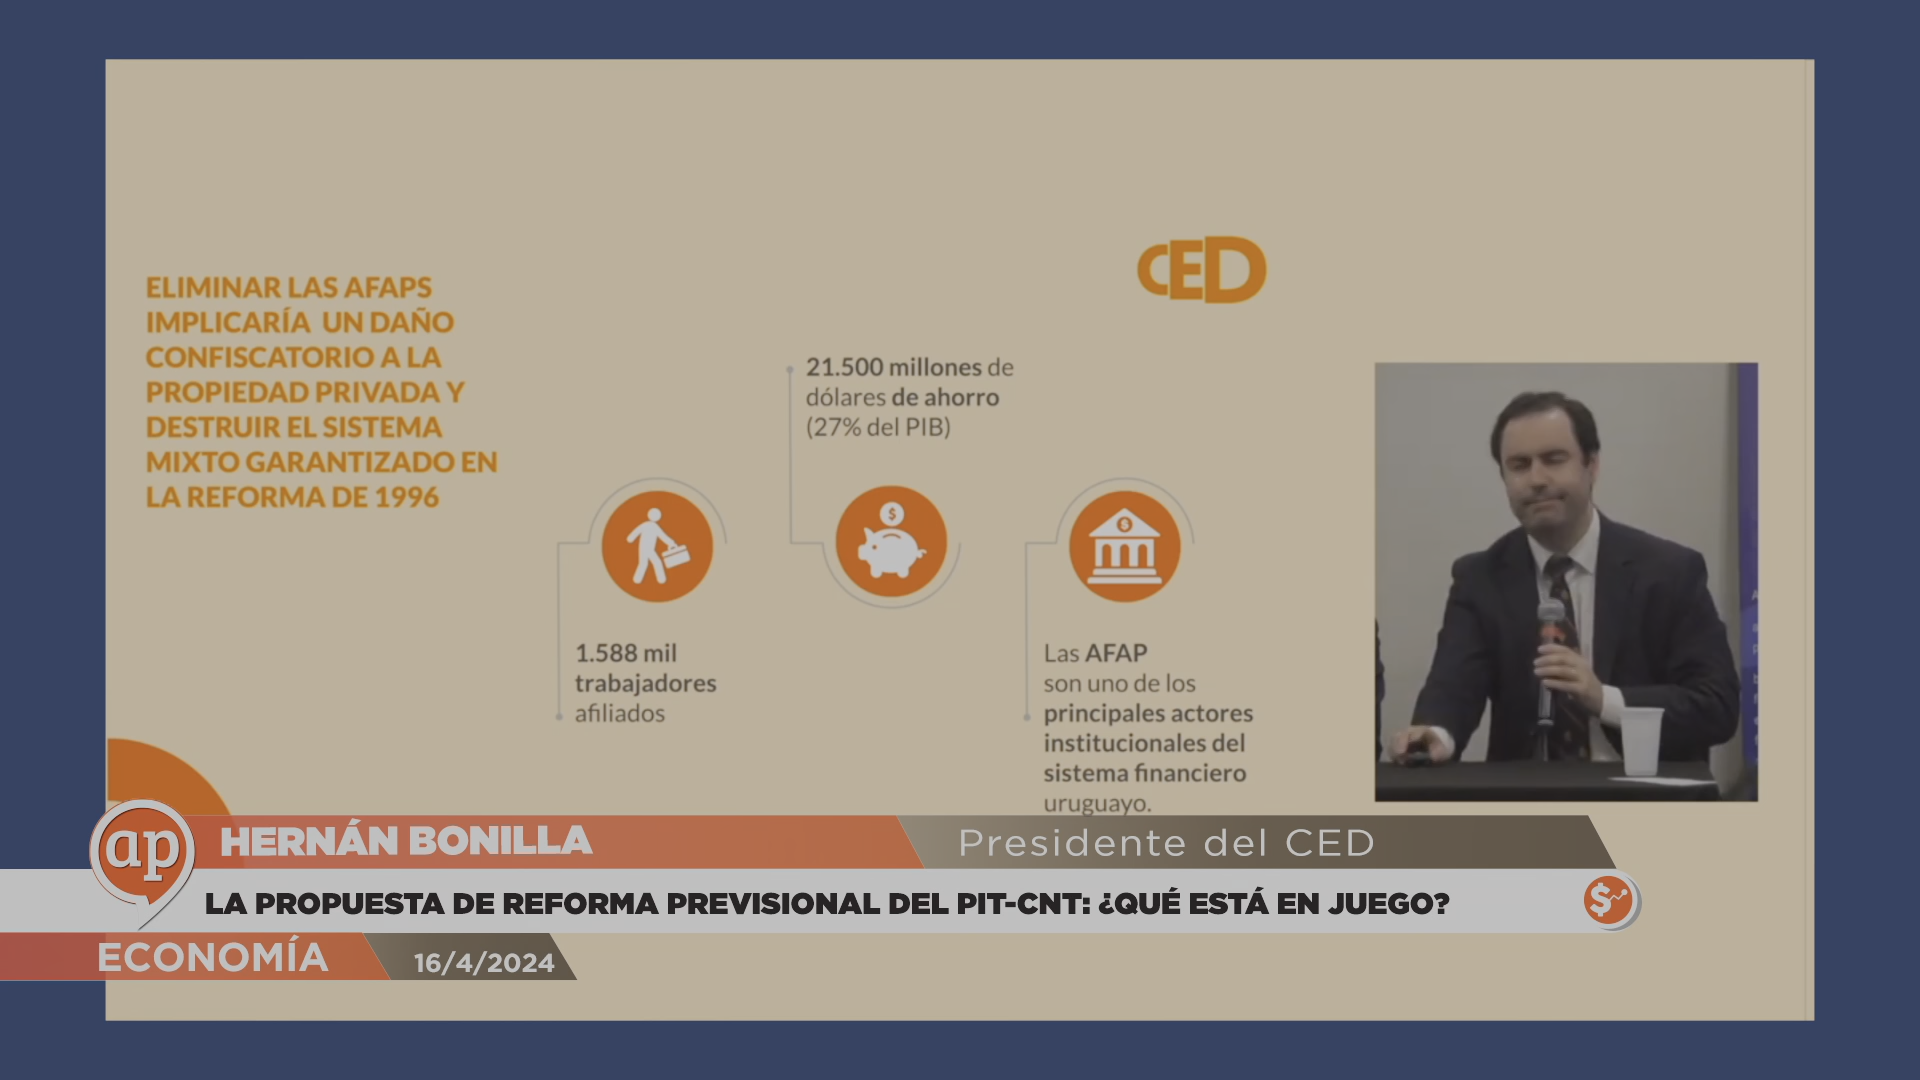 CED
ELIMINAR LAS AFAPS
IMPLICARÍA UN DAÑO
CONFISCATORIO A LA
PROPIEDAD PRIVADA Y
DESTRUIR EL SISTEMA
MIXTO GARANTIZADO EN
LA REFORMA DE 1996
21.500 millones de
dólares de ahorro
(27% del PIB)
1.588 mil
trabajadores
afiliados
Las AFAP
son uno de los
principales actores
institucionales del
sistema financiero
uruguayo.
ap
HERNÁN BONILLA
Presidente del CED
LA PROPUESTA DE REFORMA PREVISIONAL DEL PIT-CNT: ¿QUÉ ESTÁ EN JUEGO?
ECONOMÍA
16/4/2024